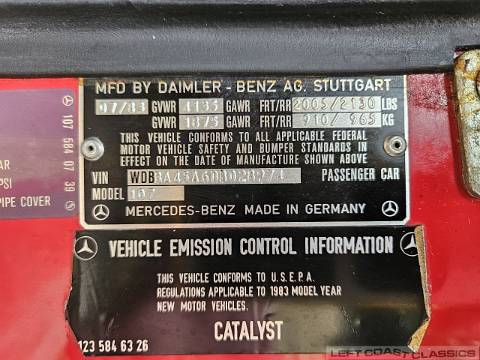 MFD BY DAIMLER - BENZ AG. STUTTGART
07/83 GVWR 4135 GAWR FRT/RR 2005/2130 LBS
GVWR 1875 GAWR FRT/RR 910/ 965 KG
THIS VEHICLE CONFORMS TO ALL APPLICABLE FEDERAL
MOTOR VEHICLE SAFETY AND BUMPER STANDARDS IN
EFFECT ON THE DATE OF MANUFACTURE SHOWN ABOVE
VIN WDBBA45A6DB028974 PASSENGER CAR
MODEL 107
MERCEDES-BENZ MADE IN GERMANY
107 584 07 39
AR
PSI
PIPE COVER
VEHICLE EMISSION CONTROL INFORMATION
THIS VEHICLE CONFORMS TO U.S.E.P.A.
REGULATIONS APPLICABLE TO 1983 MODEL YEAR
NEW MOTOR VEHICLES.
CATALYST
123 584 63 26
LEFT COAST CLASSICS